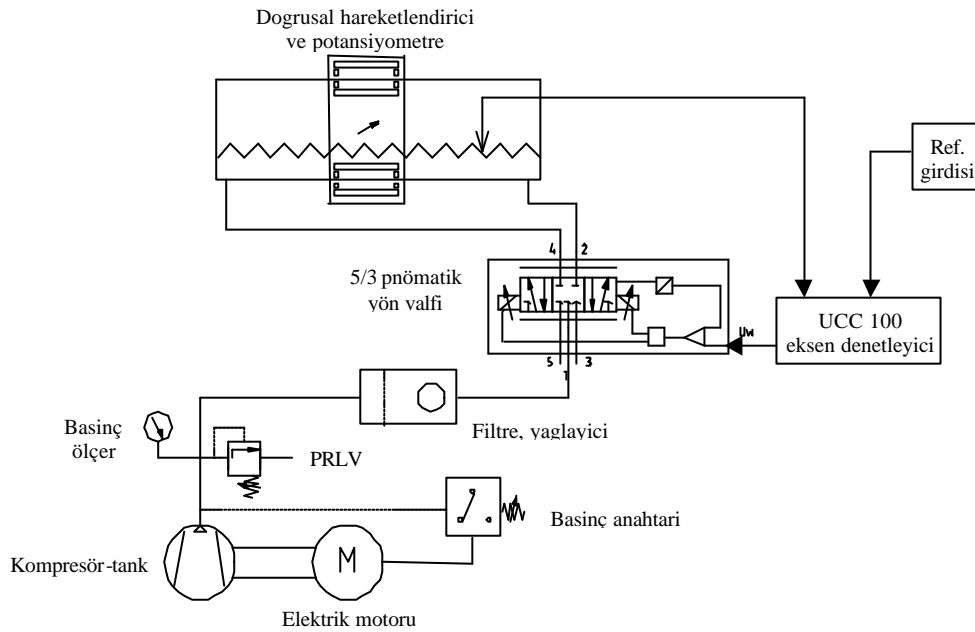 Dogrusal hareketlendirici
ve potansiyometre
Ref.
girdisi
4 2
5/3 pnömatik
yön valfi
UCC 100
eksen denetleyici
Uw
5 3
1
Filtre, yaglayici
Basinç
ölçer
PRLV
Basinç anahtari
Kompresör-tank
M
Elektrik motoru